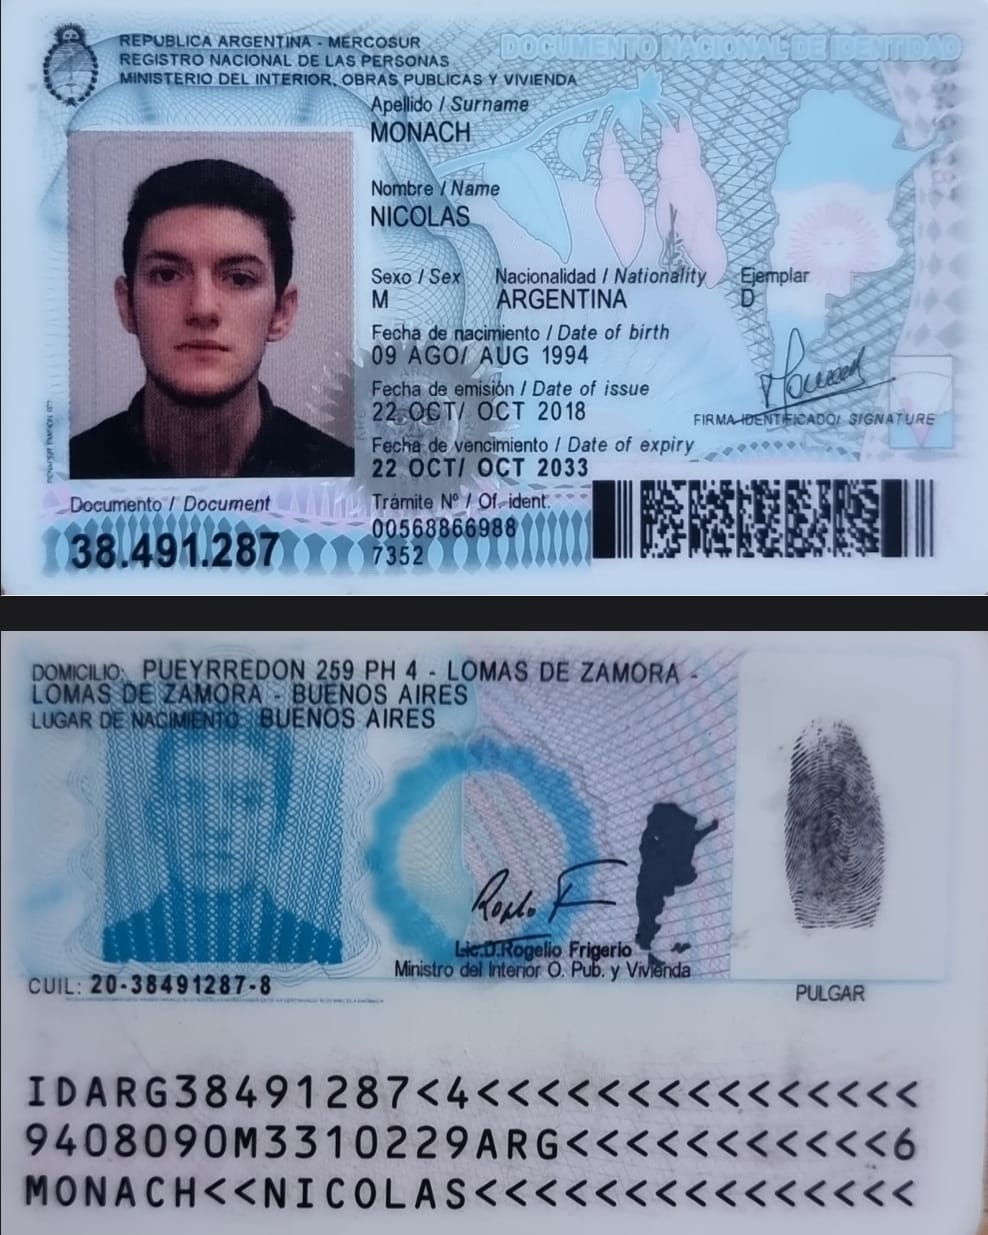 REPUBLICA ARGENTINA - MERCOSUR
REGISTRO NACIONAL DE LAS PERSONAS
MINISTERIO DEL INTERIOR, OBRAS PUBLICAS Y VIVIENDA
DOCUMENTO NACIONAL DE IDENTIDAD
Apellido / Surname
MONACH
Nombre / Name
NICOLAS
Sexo / Sex Nacionalidad / Nationality Ejemplar
M ARGENTINA D
Fecha de nacimiento / Date of birth
09 AGO/ AUG 1994
Fecha de emisión / Date of issue
22 OCT/ OCT 2018
FIRMA IDENTIFICADO/ SIGNATURE
Fecha de vencimiento / Date of expiry
22 OCT/ OCT 2033
Documento / Document
38.491.287
Trámite Nº / Of. ident.
00568866988
7352
DOMICILIO: PUEYRREDON 259 PH 4 - LOMAS DE ZAMORA -
LOMAS DE ZAMORA - BUENOS AIRES
LUGAR DE NACIMIENTO: BUENOS AIRES
Lic.D.Rogelio Frigerio
Ministro del Interior O. Pub. y Vivienda
CUIL: 20-38491287-8
PULGAR
IDARG38491287<4<<<<<<<<<<<<<<<
9408090M3310229ARG<<<<<<<<<<<6
MONACH<<NICOLAS<<<<<<<<<<<<<<<